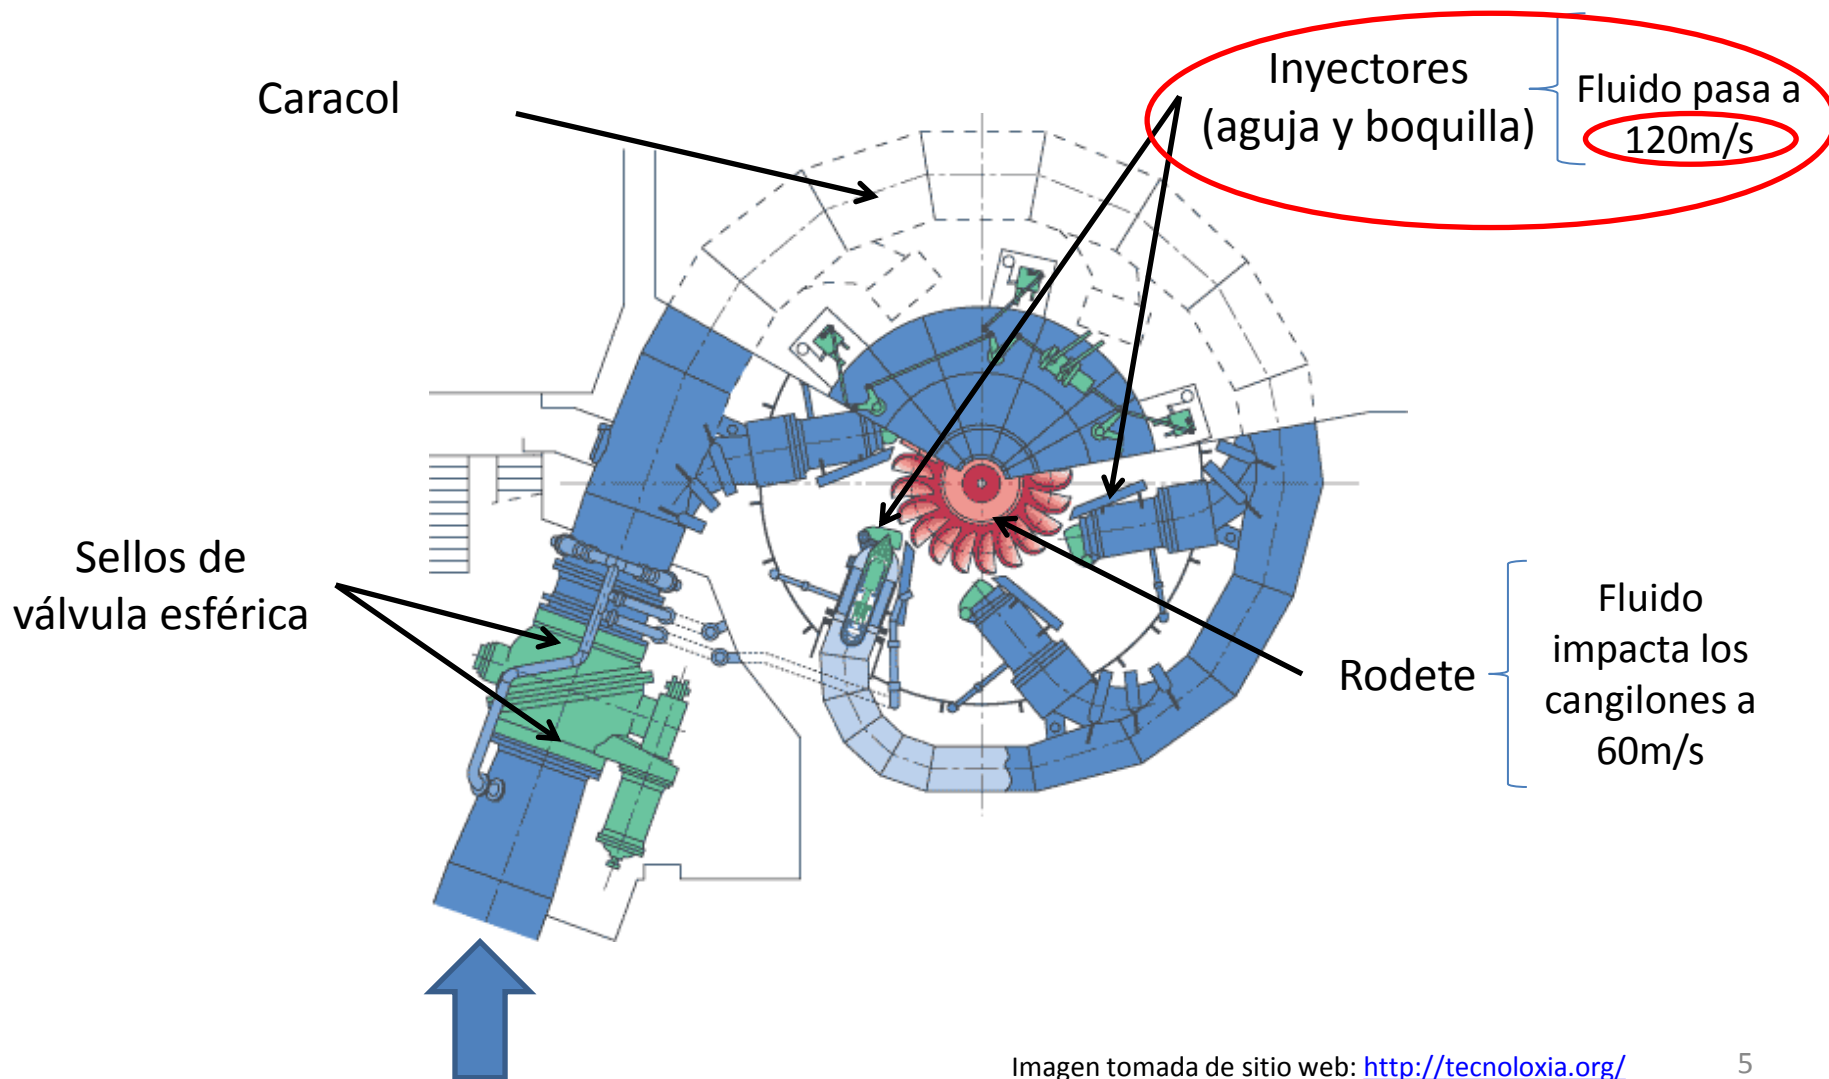 Caracol
Inyectores
(aguja y boquilla)
Fluido pasa a
120m/s
Sellos de
válvula esférica
Rodete
Fluido
impacta los
cangilones a
60m/s
Imagen tomada de sitio web: http://tecnoloxia.org/
5